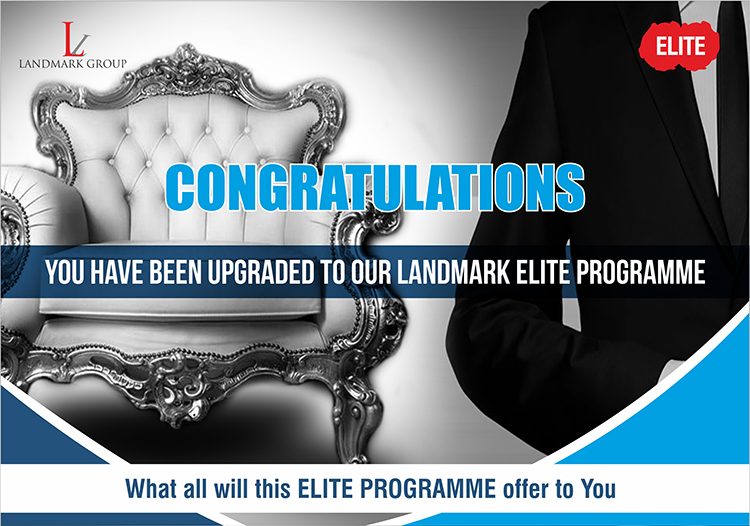 LANDMARK GROUP
ELITE
CONGRATULATIONS
YOU HAVE BEEN UPGRADED TO OUR LANDMARK ELITE PROGRAMME
What all will this ELITE PROGRAMME offer to You